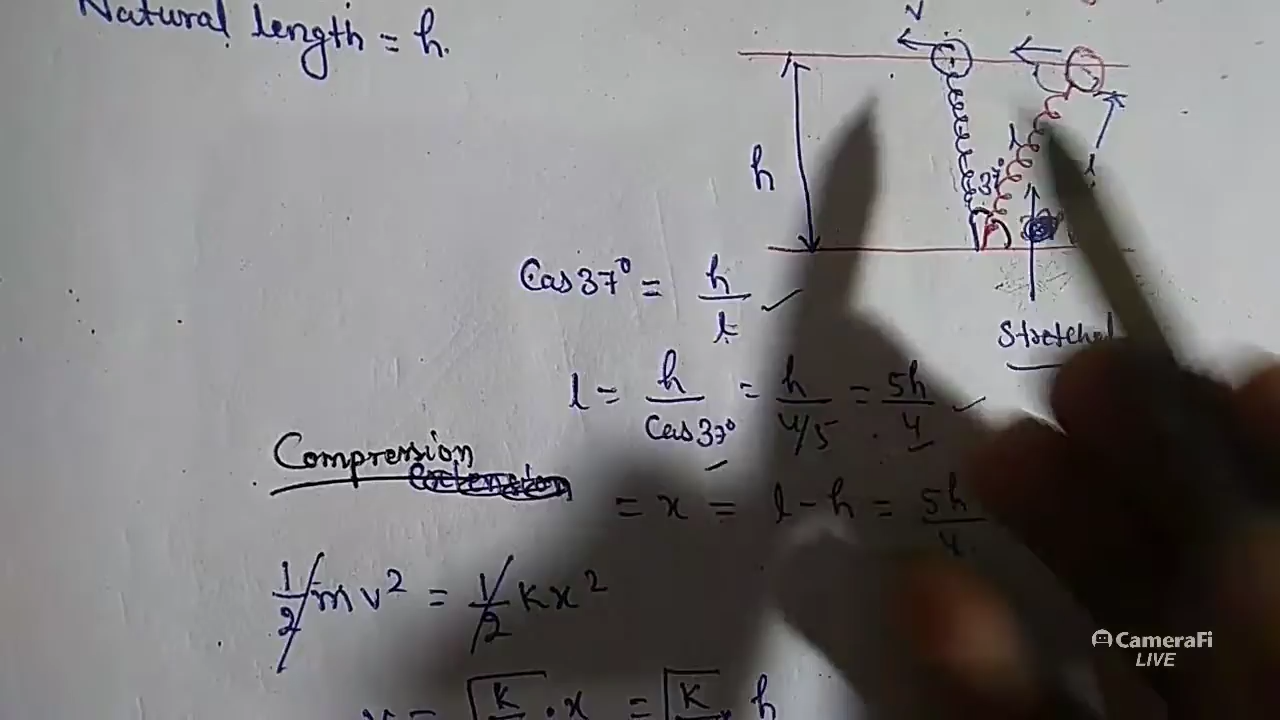 Natural length = h.
V
h
l
37°
l
Cos 37° = h/l
Stretched
l = h/Cos 37° = h/4/5 = 5h/4
Compression
= x = l - h = 5h/4
1/2 mv² = 1/2 Kx²
CameraFi
LIVE